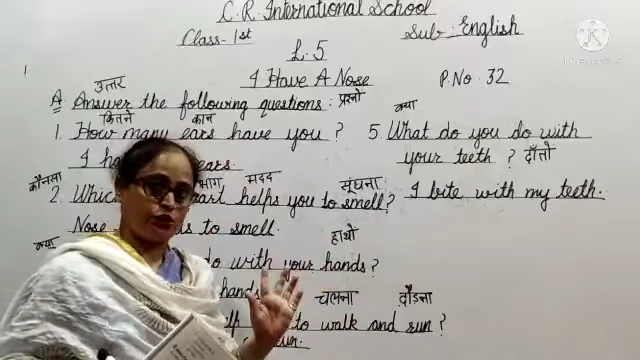 C.R. International School
Class-1st
Sub: English
L.5
I Have A Nose
P.No. 32
उत्तर
प्रश्नो
A Answer the following questions:
कितने कान
1. How many ears have you ?
I ears.
कौनसा भाग मदद सूंघना
2. Which helps you to smell?
Nose to smell.
क्या हाथो
do with your hands?
hands
चलना दौडना
to walk and run ?
run.
क्या
5. What do you do with
your teeth ? दाँतो
I bite with my teeth.
KINEMASTER